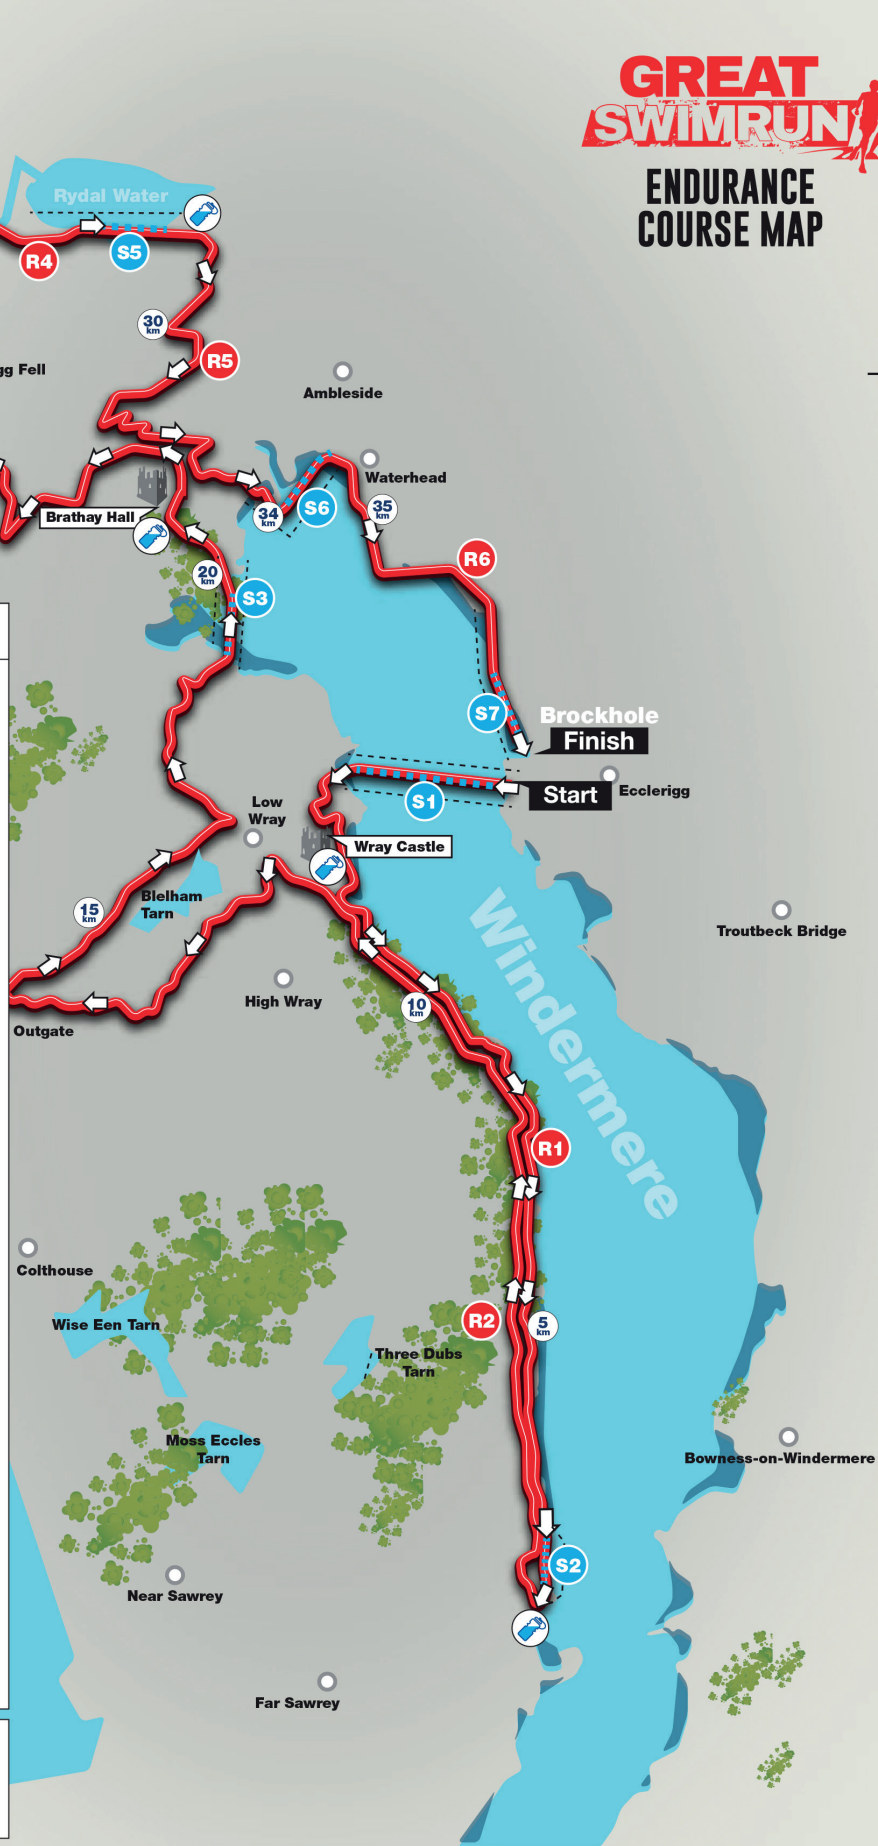 GREAT
SWIMRUN
ENDURANCE
COURSE MAP
Rydal Water
R4
S5
30
km
R5
gg Fell
Ambleside
Waterhead
Brathay Hall
34
km
S6
35
km
R6
20
km
S3
S7
Brockhole
Finish
Start
Ecclerigg
S1
Low
Wray
Wray Castle
Blelham
Tarn
15
km
Troutbeck Bridge
Windermere
High Wray
10
km
Outgate
R1
Colthouse
Wise Een Tarn
R2
5
km
Three Dubs
Tarn
Moss Eccles
Tarn
Bowness-on-Windermere
S2
Near Sawrey
Far Sawrey